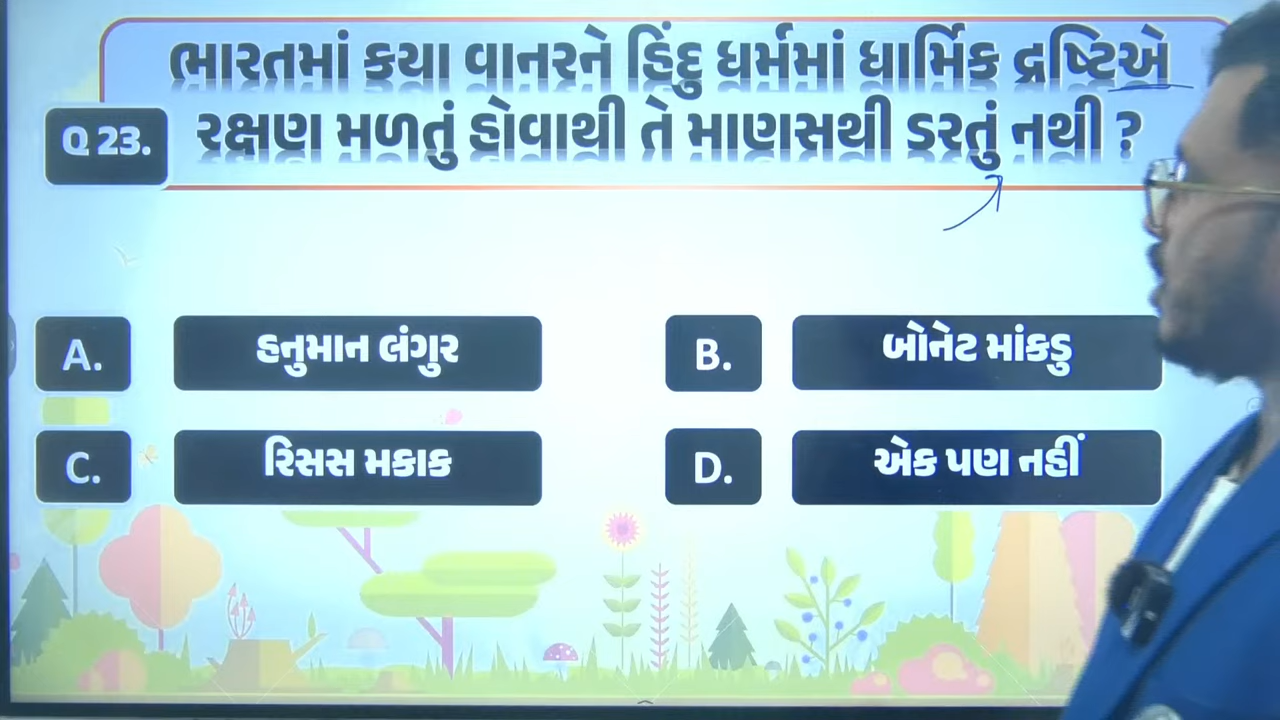 ભારતમાં કયા વાનરને હિંદુ ધર્મમાં ધાર્મિક દ્રષ્ટિએ
Q 23.
રક્ષણ મળતું હોવાથી તે માણસથી ડરતું નથી ?
A.
હનુમાન લંગુર
B.
બોનેટ માંકડુ
C.
રિસસ મકાક
D.
એક પણ નહીં